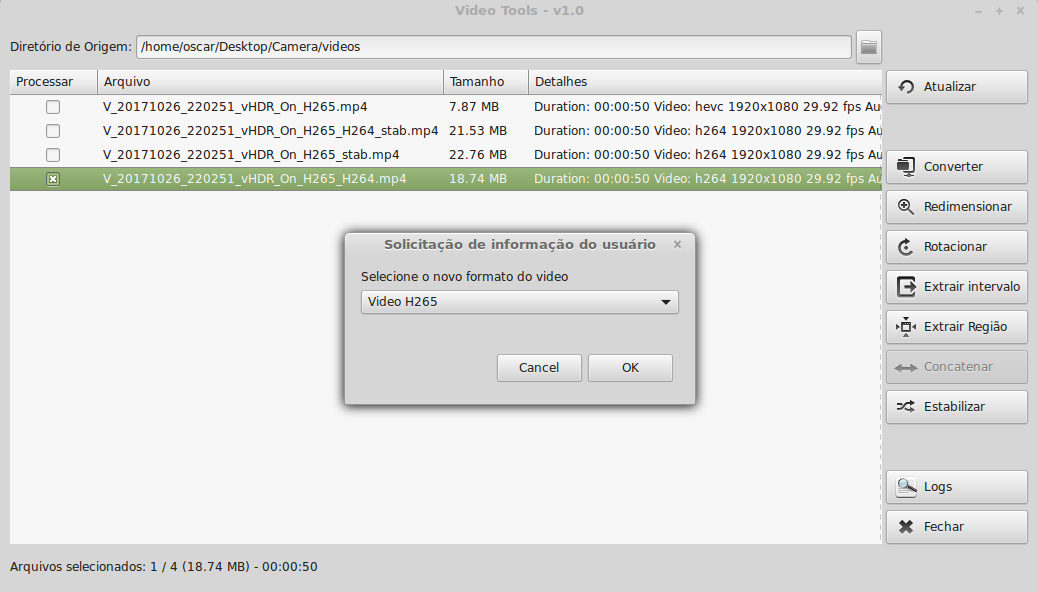 Video Tools - v1.0
Diretório de Origem: /home/oscar/Desktop/Camera/videos
Processar Arquivo Tamanho Detalhes
V_20171026_220251_vHDR_On_H265.mp4 7.87 MB Duration: 00:00:50 Video: hevc 1920x1080 29.92 fps Au
V_20171026_220251_vHDR_On_H265_H264_stab.mp4 21.53 MB Duration: 00:00:50 Video: h264 1920x1080 29.92 fps Au
V_20171026_220251_vHDR_On_H265_stab.mp4 22.76 MB Duration: 00:00:50 Video: h264 1920x1080 29.92 fps Au
V_20171026_220251_vHDR_On_H265_H264.mp4 18.74 MB Duration: 00:00:50 Video: h264 1920x1080 29.92 fps Au
Solicitação de informação do usuário
Selecione o novo formato do video
Video H265
Cancel OK
Atualizar
Converter
Redimensionar
Rotacionar
Extrair intervalo
Extrair Região
Concatenar
Estabilizar
Logs
Fechar
Arquivos selecionados: 1 / 4 (18.74 MB) - 00:00:50